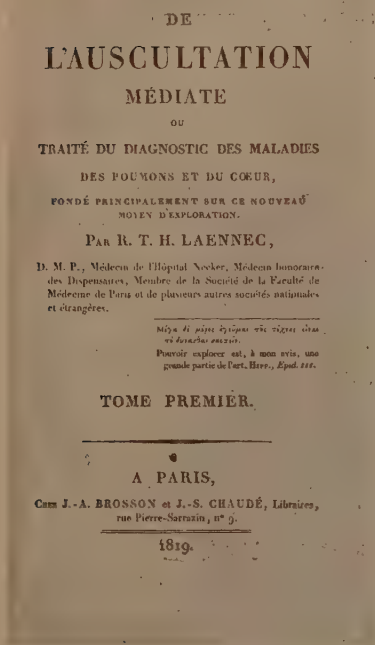 DE
L'AUSCULTATION
MÉDIATE
OU
TRAITÉ DU DIAGNOSTIC DES MALADIES
DES POUMONS ET DU CŒUR,
FONDÉ PRINCIPALEMENT SUR CE NOUVEAU
MOYEN D'EXPLORATION.
PAR R. T. H. LAENNEC,
D. M. P., Médecin de l'Hôpital Necker, Médecin honoraire
des Dispensaires, Membre de la Société de la Faculté de
Médecine de Paris et de plusieurs autres sociétés nationales
et étrangères.
Pouvoir explorer est, à mon avis, une
grande partie de l'art. HIPP., Epid. III.
TOME PREMIER.
A PARIS,
CHEZ J.-A. BROSSON et J.-S. CHAUDÉ, Libraires,
rue Pierre-Sarrazin, n° 9.
1819.